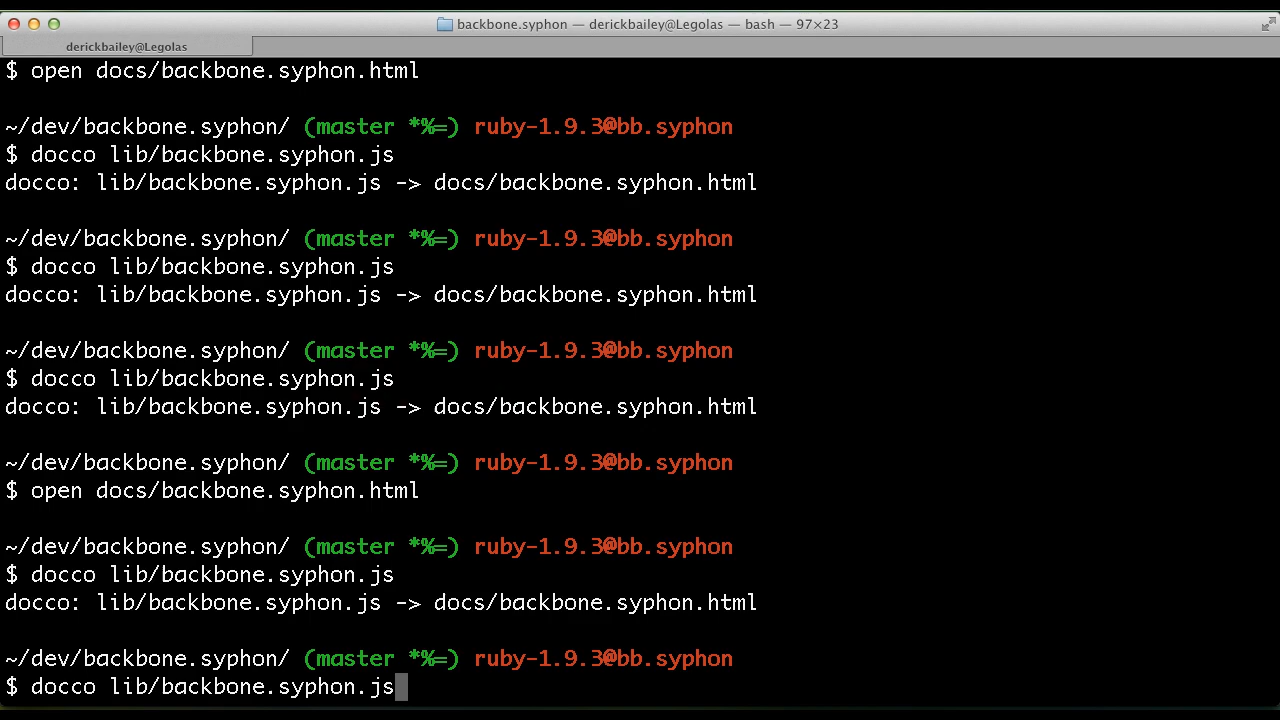 backbone.syphon — derickbailey@Legolas — bash — 97×23
derickbailey@Legolas
$ open docs/backbone.syphon.html
~/dev/backbone.syphon/ (master *%=) ruby-1.9.3@bb.syphon
$ docco lib/backbone.syphon.js
docco: lib/backbone.syphon.js -> docs/backbone.syphon.html
~/dev/backbone.syphon/ (master *%=) ruby-1.9.3@bb.syphon
$ docco lib/backbone.syphon.js
docco: lib/backbone.syphon.js -> docs/backbone.syphon.html
~/dev/backbone.syphon/ (master *%=) ruby-1.9.3@bb.syphon
$ docco lib/backbone.syphon.js
docco: lib/backbone.syphon.js -> docs/backbone.syphon.html
~/dev/backbone.syphon/ (master *%=) ruby-1.9.3@bb.syphon
$ open docs/backbone.syphon.html
~/dev/backbone.syphon/ (master *%=) ruby-1.9.3@bb.syphon
$ docco lib/backbone.syphon.js
docco: lib/backbone.syphon.js -> docs/backbone.syphon.html
~/dev/backbone.syphon/ (master *%=) ruby-1.9.3@bb.syphon
$ docco lib/backbone.syphon.js